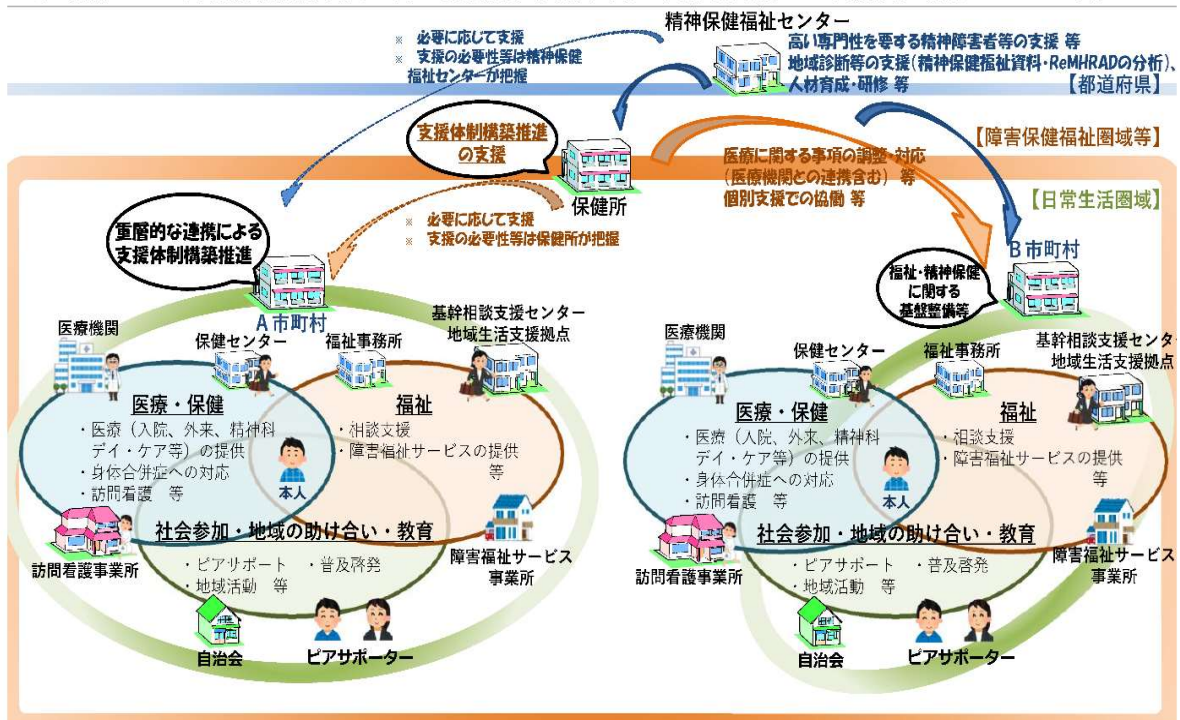 精神保健福祉センター
※ 必要に応じて支援
※ 支援の必要性等は精神保健
福祉センターが把握
高い専門性を要する精神障害者等の支援 等
地域診断等の支援(精神保健福祉資料・ReMHRADの分析)、
人材育成・研修 等
【都道府県】
【障害保健福祉圏域等】
支援体制構築推進
の支援
保健所
医療に関する事項の調整・対応
(医療機関との連携含む) 等
個別支援での協働 等
【日常生活圏域】
※ 必要に応じて支援
※ 支援の必要性等は保健所が把握
重層的な連携による
支援体制構築推進
A市町村
福祉・精神保健
に関する
基盤整備等
B市町村
医療機関
保健センター
福祉事務所
基幹相談支援センター
地域生活支援拠点
医療・保健
・医療（入院、外来、精神科
デイ・ケア等）の提供
・身体合併症への対応
・訪問看護 等
福祉
・相談支援
・障害福祉サービスの提供
等
本人
社会参加・地域の助け合い・教育
・ピアサポート ・普及啓発
・地域活動 等
訪問看護事業所
障害福祉サービス
事業所
自治会
ピアサポーター
医療機関
保健センター
福祉事務所
基幹相談支援センター
地域生活支援拠点
医療・保健
・医療（入院、外来、精神科
デイ・ケア等）の提供
・身体合併症への対応
・訪問看護 等
福祉
・相談支援
・障害福祉サービスの提供
等
本人
社会参加・地域の助け合い・教育
・ピアサポート ・普及啓発
・地域活動 等
訪問看護事業所
障害福祉サービス
事業所
自治会
ピアサポーター